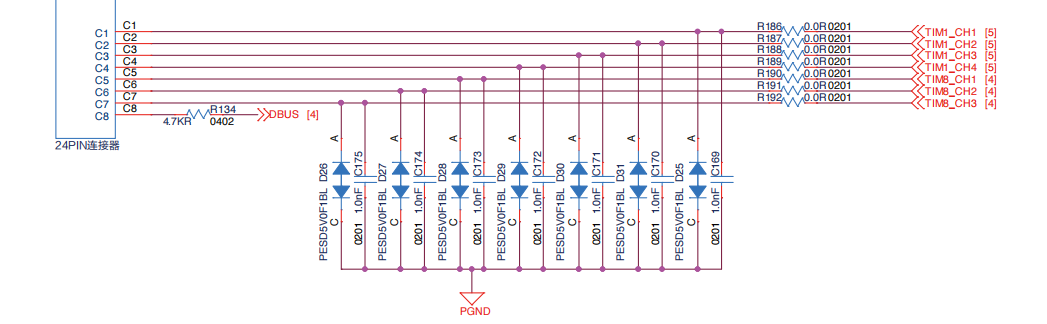 C1 C1 R186 0.0R 0201 TIM1_CH1 [5]
C2 C2 R187 0.0R 0201 TIM1_CH2 [5]
C3 C3 R188 0.0R 0201 TIM1_CH3 [5]
C4 C4 R189 0.0R 0201 TIM1_CH4 [5]
C5 C5 R190 0.0R 0201 TIM8_CH1 [4]
C6 C6 R191 0.0R 0201 TIM8_CH2 [4]
C7 C7 R192 0.0R 0201 TIM8_CH3 [4]
C8 C8 R134 DBUS [4]
4.7KR 0402
24PIN连接器
A C PESD5V0F1BL D26
0201 1.0nF C175
A C PESD5V0F1BL D27
0201 1.0nF C174
A C PESD5V0F1BL D28
0201 1.0nF C173
A C PESD5V0F1BL D29
0201 1.0nF C172
A C PESD5V0F1BL D30
0201 1.0nF C171
A C PESD5V0F1BL D31
0201 1.0nF C170
A C PESD5V0F1BL D25
0201 1.0nF C169
PGND